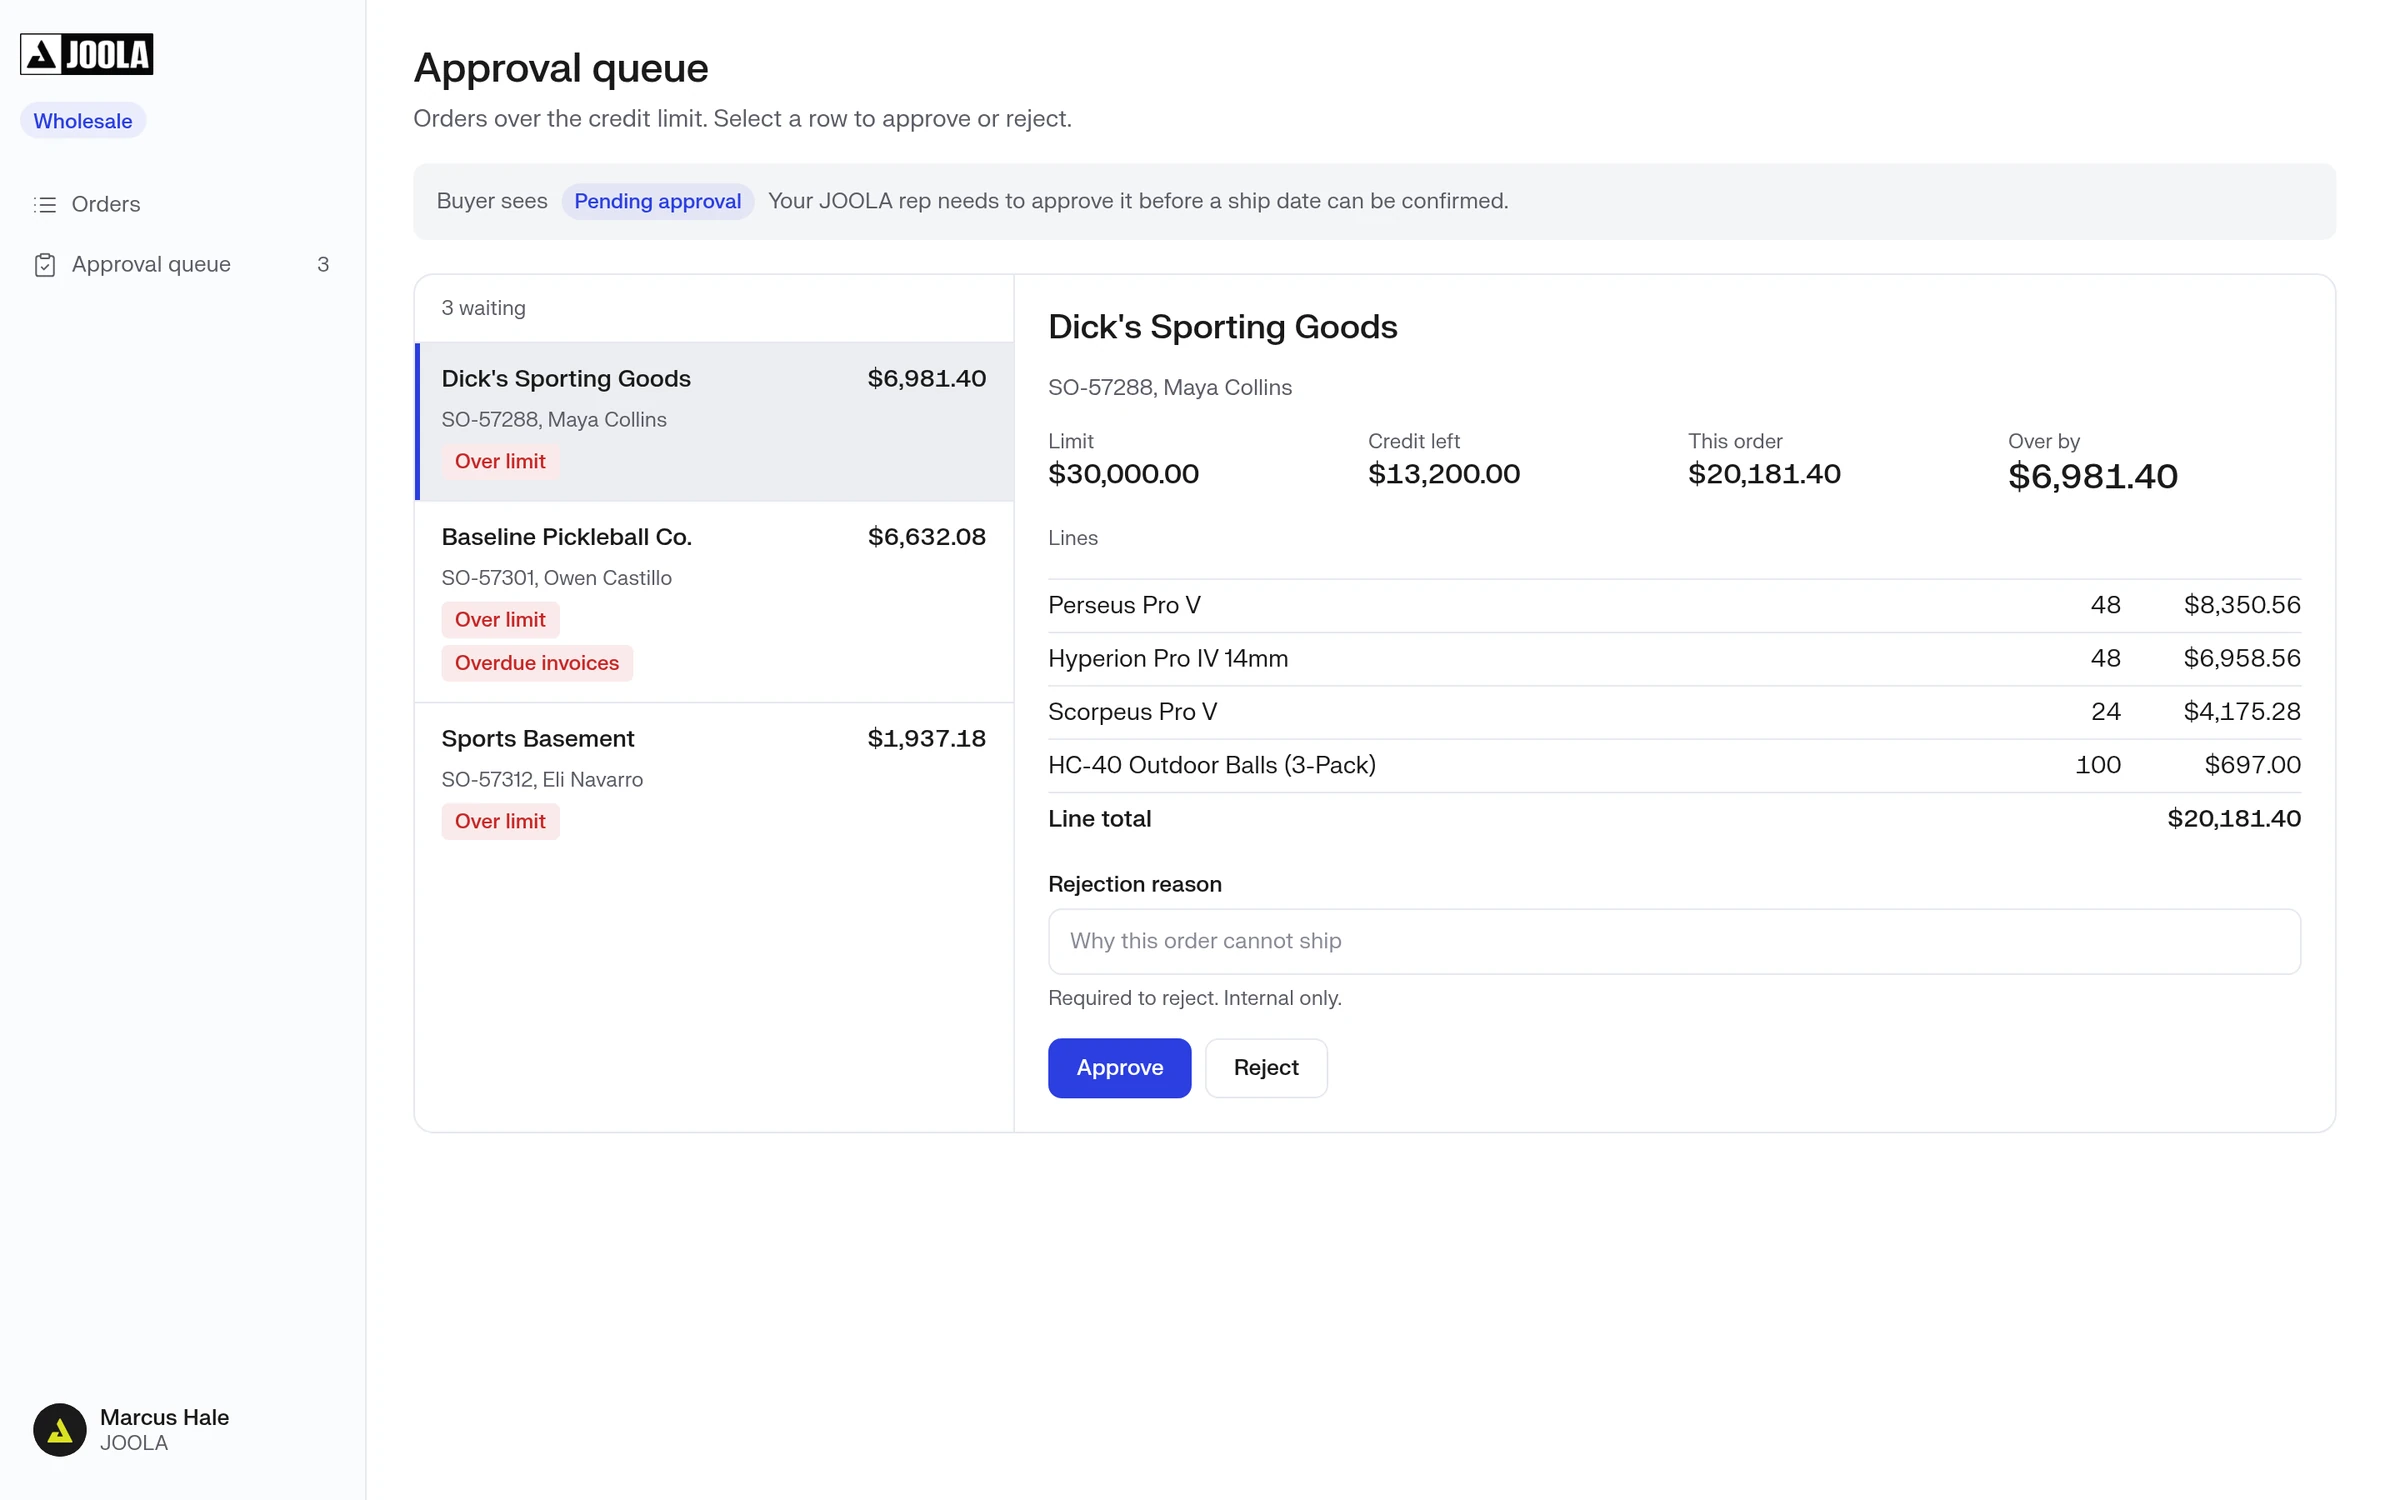 JOOLA
Wholesale
Orders
Approval queue 3
Marcus Hale
JOOLA
Approval queue
Orders over the credit limit. Select a row to approve or reject.
Buyer sees Pending approval Your JOOLA rep needs to approve it before a ship date can be confirmed.
3 waiting
Dick's Sporting Goods $6,981.40
SO-57288, Maya Collins
Over limit
Baseline Pickleball Co. $6,632.08
SO-57301, Owen Castillo
Over limit
Overdue invoices
Sports Basement $1,937.18
SO-57312, Eli Navarro
Over limit
Dick's Sporting Goods
SO-57288, Maya Collins
Limit Credit left This order Over by
$30,000.00 $13,200.00 $20,181.40 $6,981.40
Lines
Perseus Pro V 48 $8,350.56
Hyperion Pro IV 14mm 48 $6,958.56
Scorpeus Pro V 24 $4,175.28
HC-40 Outdoor Balls (3-Pack) 100 $697.00
Line total $20,181.40
Rejection reason
Why this order cannot ship
Required to reject. Internal only.
Approve Reject